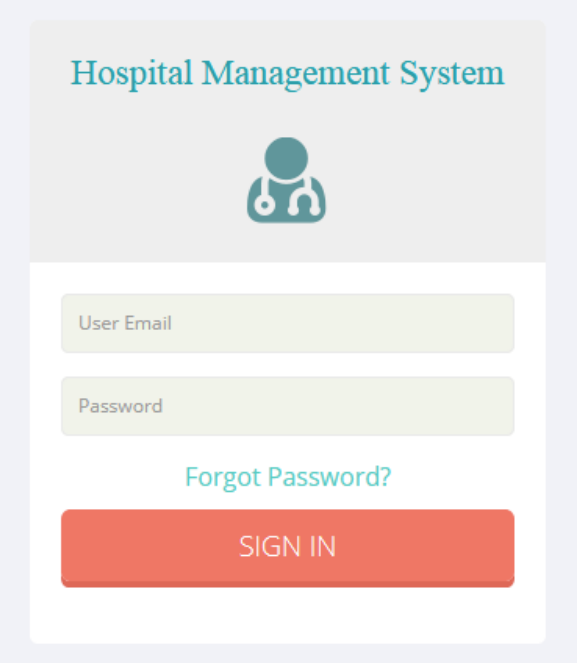 Hospital Management System
User Email
Password
Forgot Password?
SIGN IN